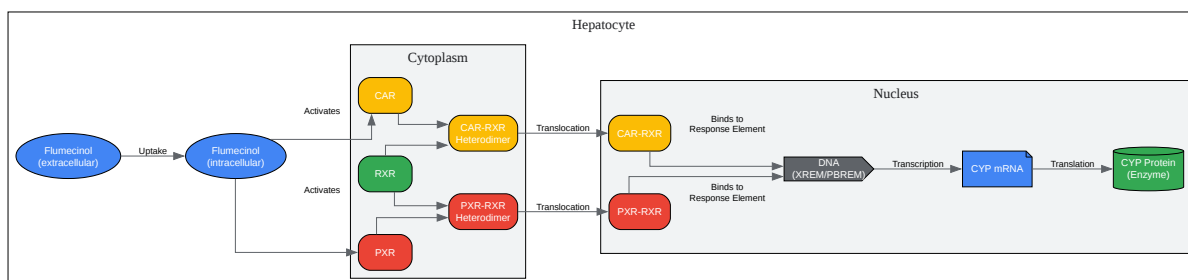 Hepatocyte
Cytoplasm
Nucleus
Flumecinol
(extracellular)
Uptake
Flumecinol
(intracellular)
Activates
Activates
CAR
RXR
PXR
CAR-RXR
Heterodimer
PXR-RXR
Heterodimer
Translocation
Translocation
CAR-RXR
PXR-RXR
Binds to
Response Element
Binds to
Response Element
DNA
(XREM/PBREM)
Transcription
CYP mRNA
Translation
CYP Protein
(Enzyme)